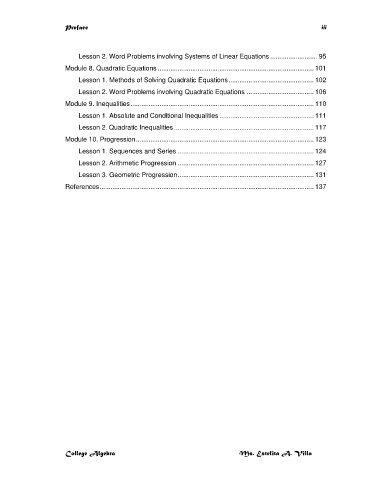 Preface iii
Lesson 2. Word Problems involving Systems of Linear Equations ......................... 95
Module 8. Quadratic Equations .................................................................................. 101
Lesson 1. Methods of Solving Quadratic Equations ............................................. 102
Lesson 2. Word Problems involving Quadratic Equations .................................... 106
Module 9. Inequalities ................................................................................................ 110
Lesson 1. Absolute and Conditional Inequalities .................................................. 111
Lesson 2. Quadratic Inequalities .......................................................................... 117
Module 10. Progression ............................................................................................. 123
Lesson 1. Sequences and Series ......................................................................... 124
Lesson 2. Arithmetic Progression ........................................................................ 127
Lesson 3. Geometric Progression ........................................................................ 131
References ................................................................................................................. 137
College Algebra Ms. Estelita A. Villa